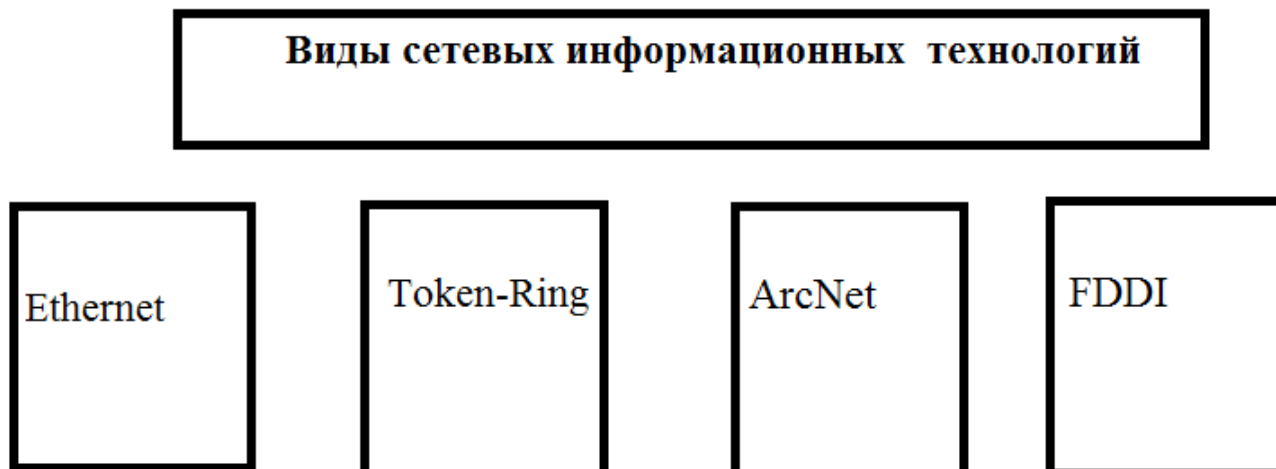 Виды сетевых информационных технологий
Ethernet
Token-Ring
ArcNet
FDDI